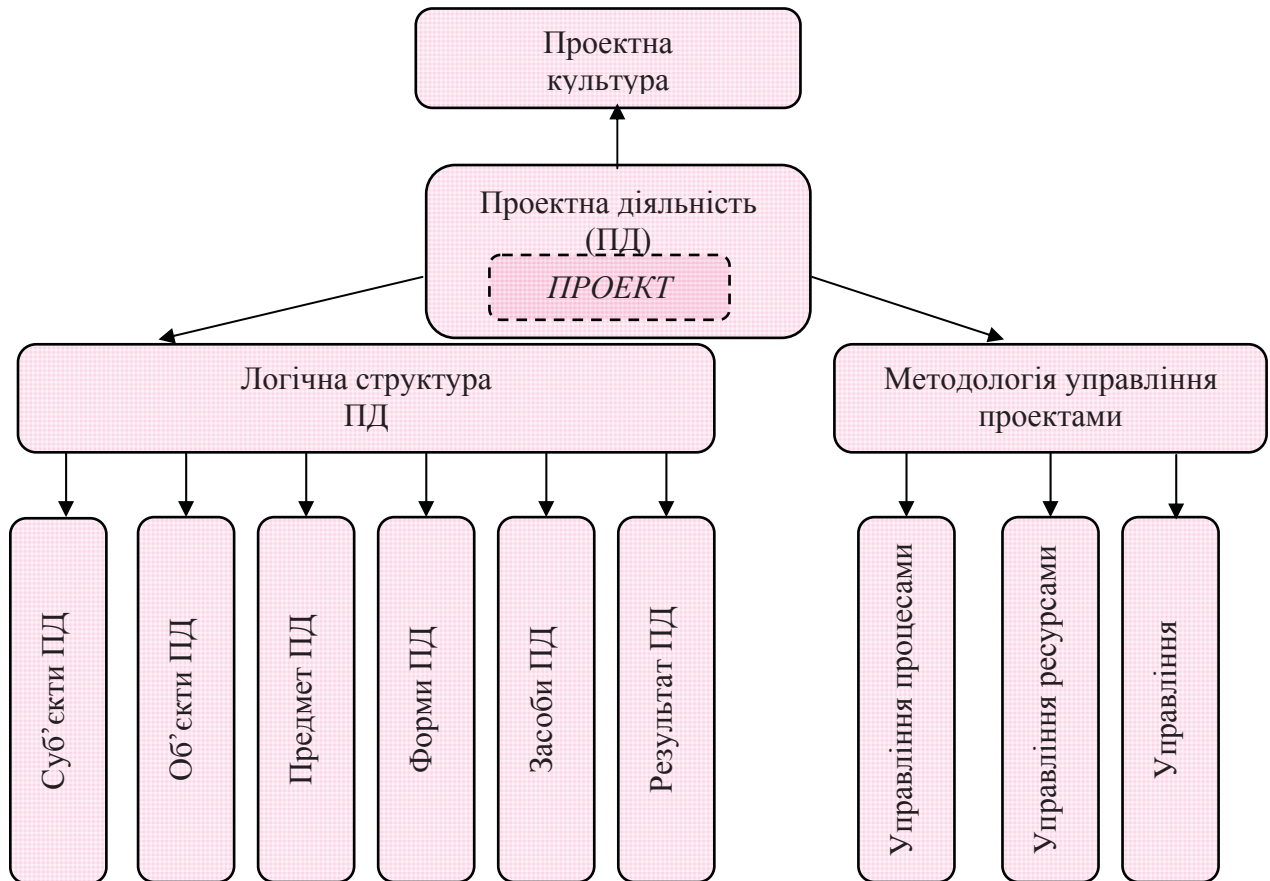 Проектна
культура
Проектна діяльність
(ПД)
ПРОЕКТ
Логічна структура
ПД
Методологія управління
проектами
Суб’єкти ПД
Об’єкти ПД
Предмет ПД
Форми ПД
Засоби ПД
Результат ПД
Управління процесами
Управління ресурсами
Управління